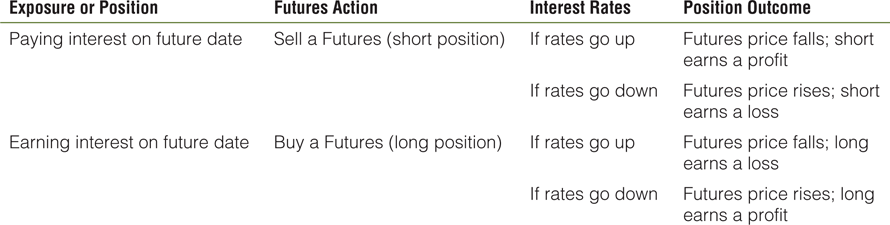 Exposure or Position Futures Action Interest Rates Position Outcome
Paying interest on future date Sell a Futures (short position) If rates go up Futures price falls; short
earns a profit
If rates go down Futures price rises; short
earns a loss
Earning interest on future date Buy a Futures (long position) If rates go up Futures price falls; long
earns a loss
If rates go down Futures price rises; long
earns a profit